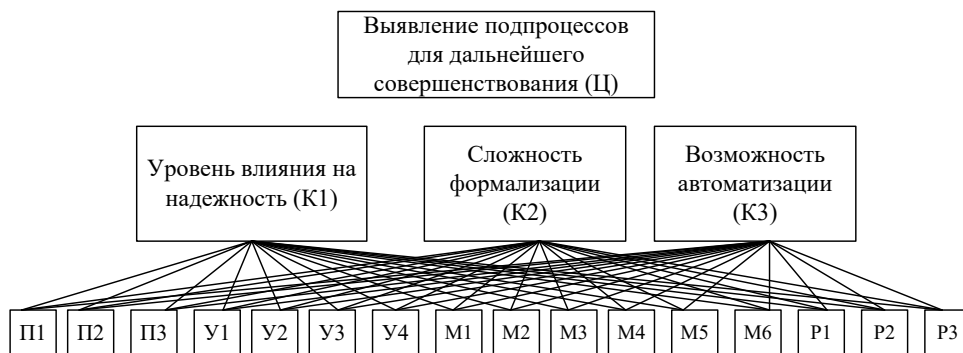 Выявление подпроцессов
для дальнейшего
совершенствования (Ц)
Уровень влияния на
надежность (К1)
Сложность
формализации
(К2)
Возможность
автоматизации
(К3)
П1 П2 П3 У1 У2 У3 У4 М1 М2 М3 М4 М5 М6 Р1 Р2 Р3